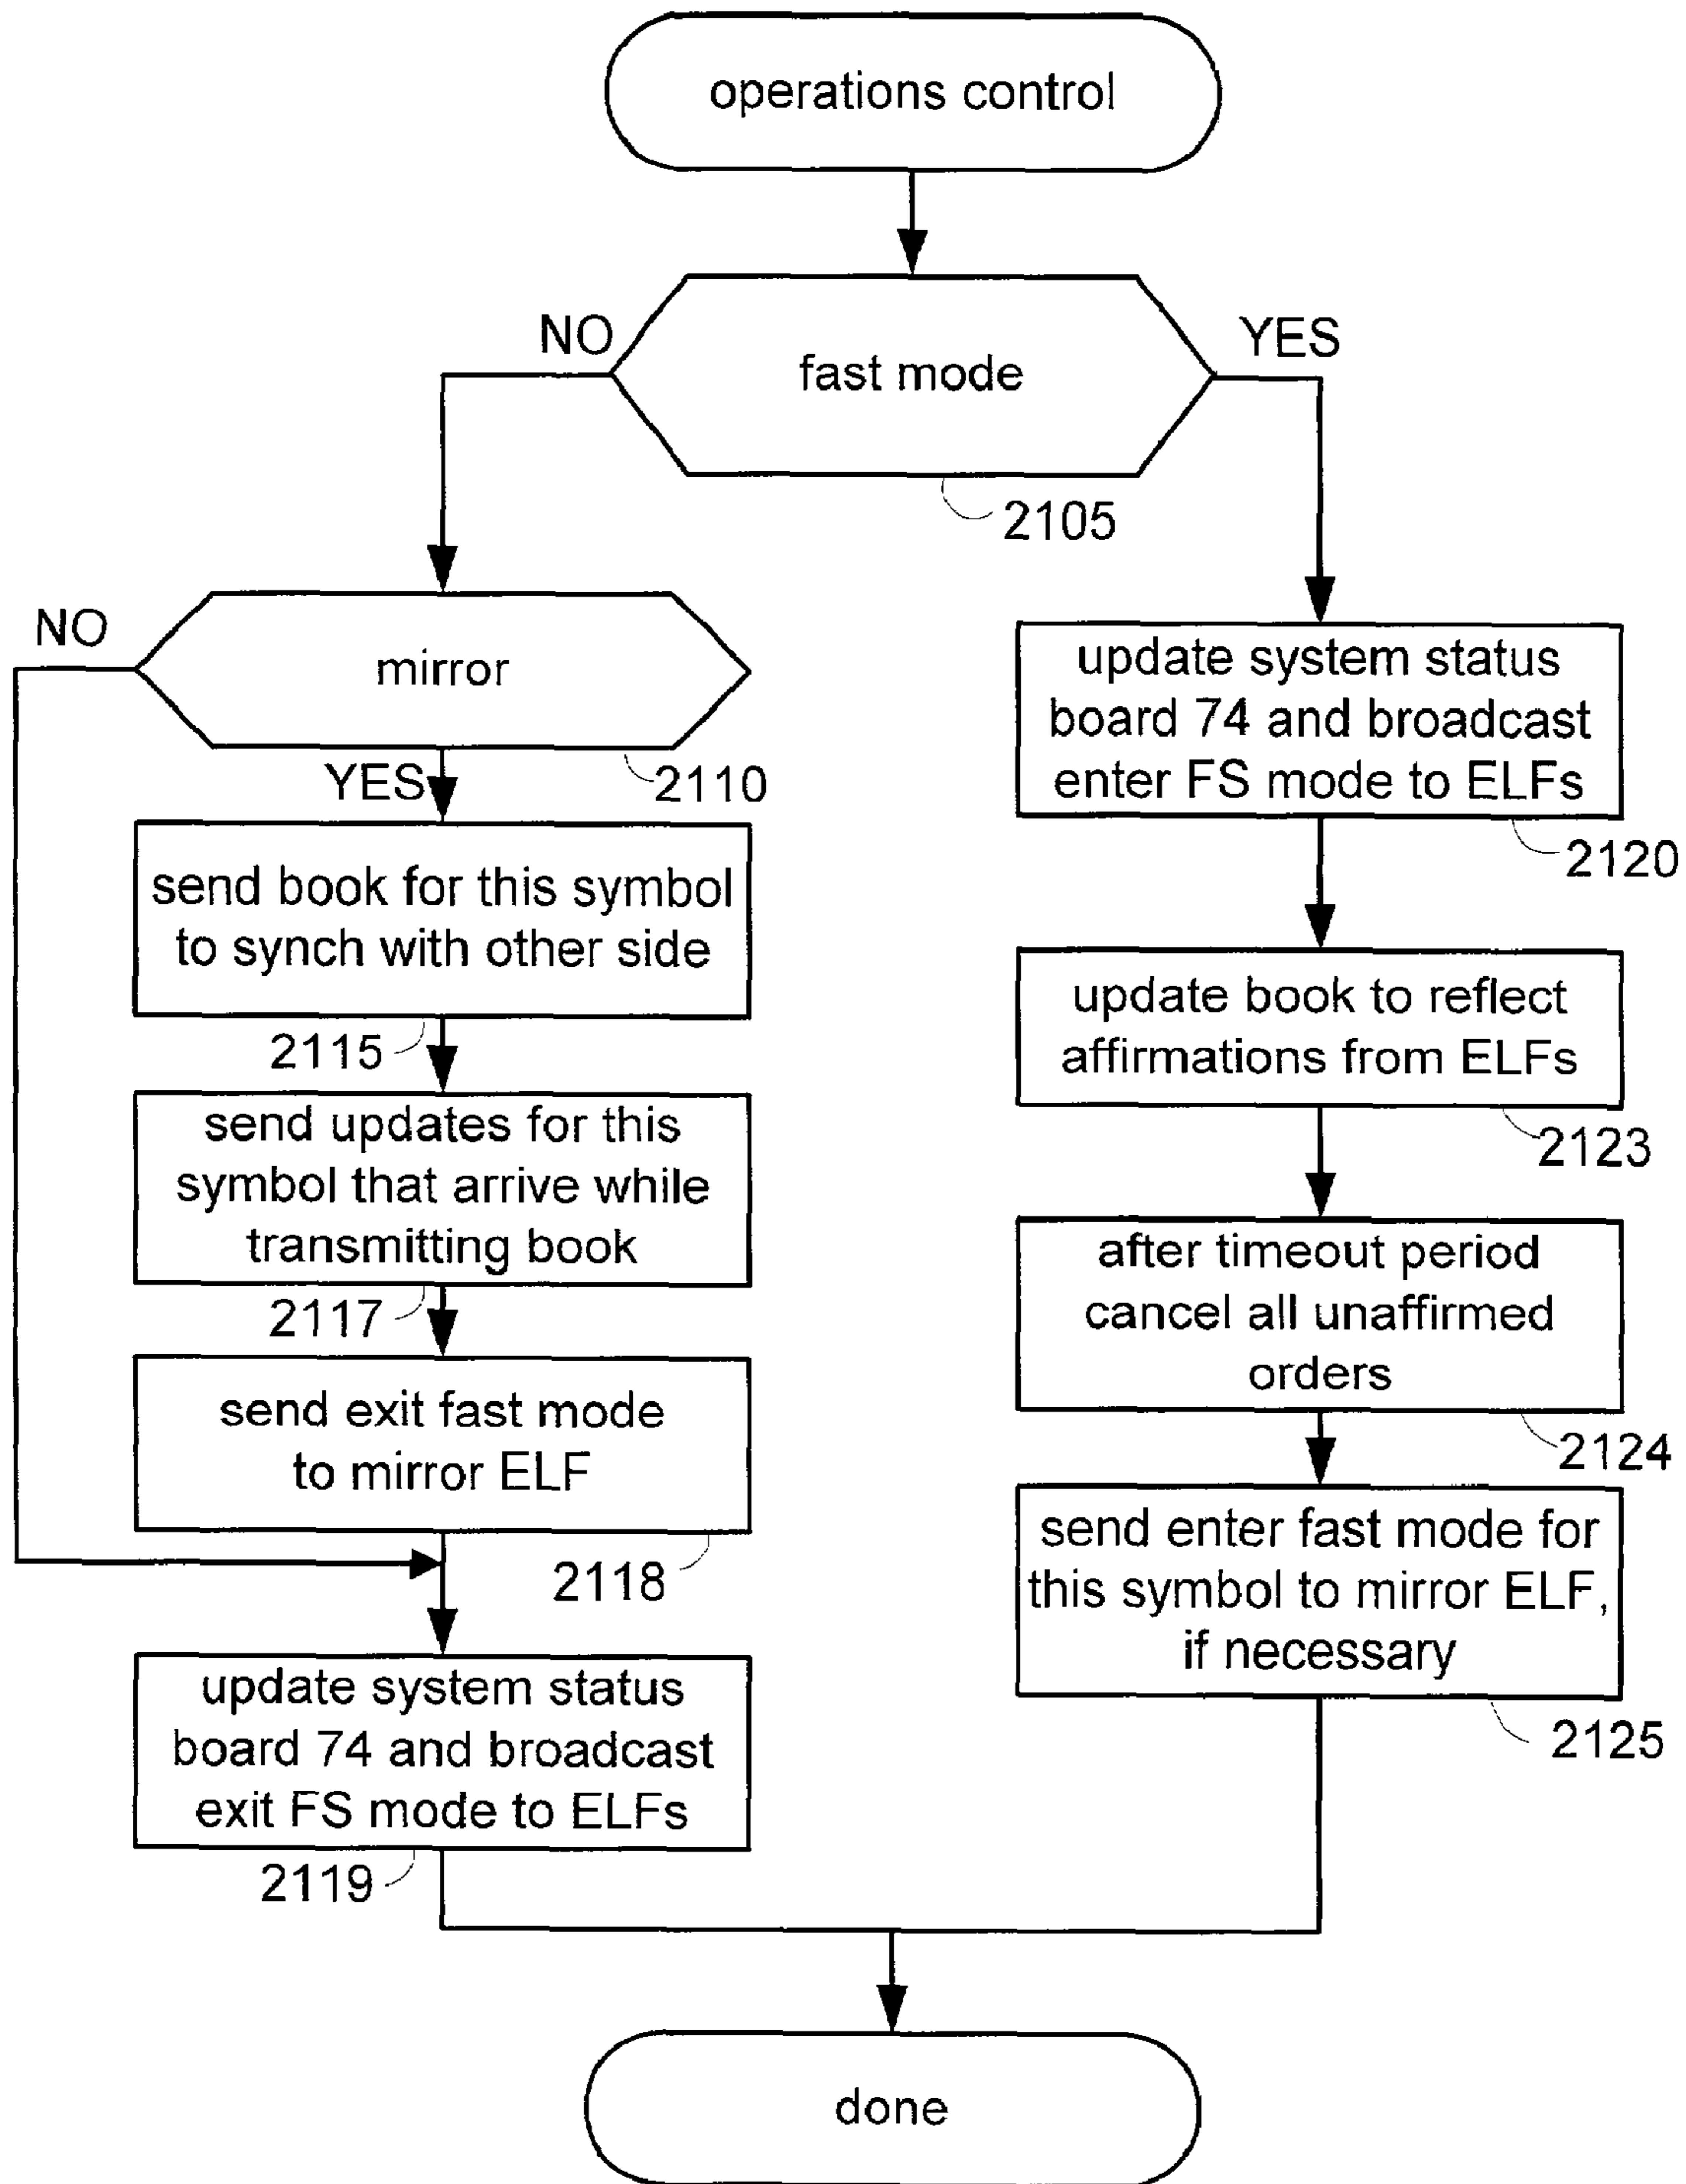 operations control
NO
YES
fast mode
2105
NO
mirror
YES
2110
send book for this symbol
to synch with other side
2115
send updates for this
symbol that arrive while
transmitting book
2117
send exit fast mode
to mirror ELF
2118
update system status
board 74 and broadcast
exit FS mode to ELFs
2119
update system status
board 74 and broadcast
enter FS mode to ELFs
2120
update book to reflect
affirmations from ELFs
2123
after timeout period
cancel all unaffirmed
orders
2124
send enter fast mode for
this symbol to mirror ELF,
if necessary
2125
done